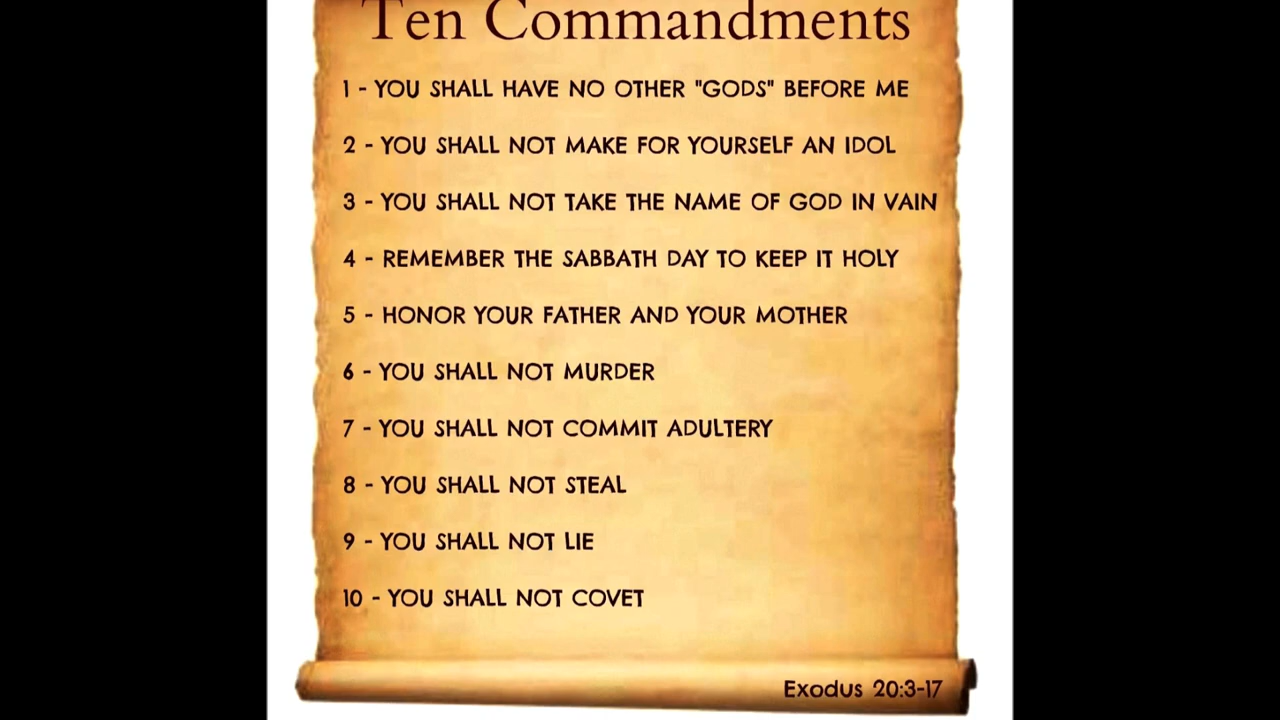 Ten Commandments
1 - YOU SHALL HAVE NO OTHER "GODS" BEFORE ME
2 - YOU SHALL NOT MAKE FOR YOURSELF AN IDOL
3 - YOU SHALL NOT TAKE THE NAME OF GOD IN VAIN
4 - REMEMBER THE SABBATH DAY TO KEEP IT HOLY
5 - HONOR YOUR FATHER AND YOUR MOTHER
6 - YOU SHALL NOT MURDER
7 - YOU SHALL NOT COMMIT ADULTERY
8 - YOU SHALL NOT STEAL
9 - YOU SHALL NOT LIE
10 - YOU SHALL NOT COVET
Exodus 20:3-17